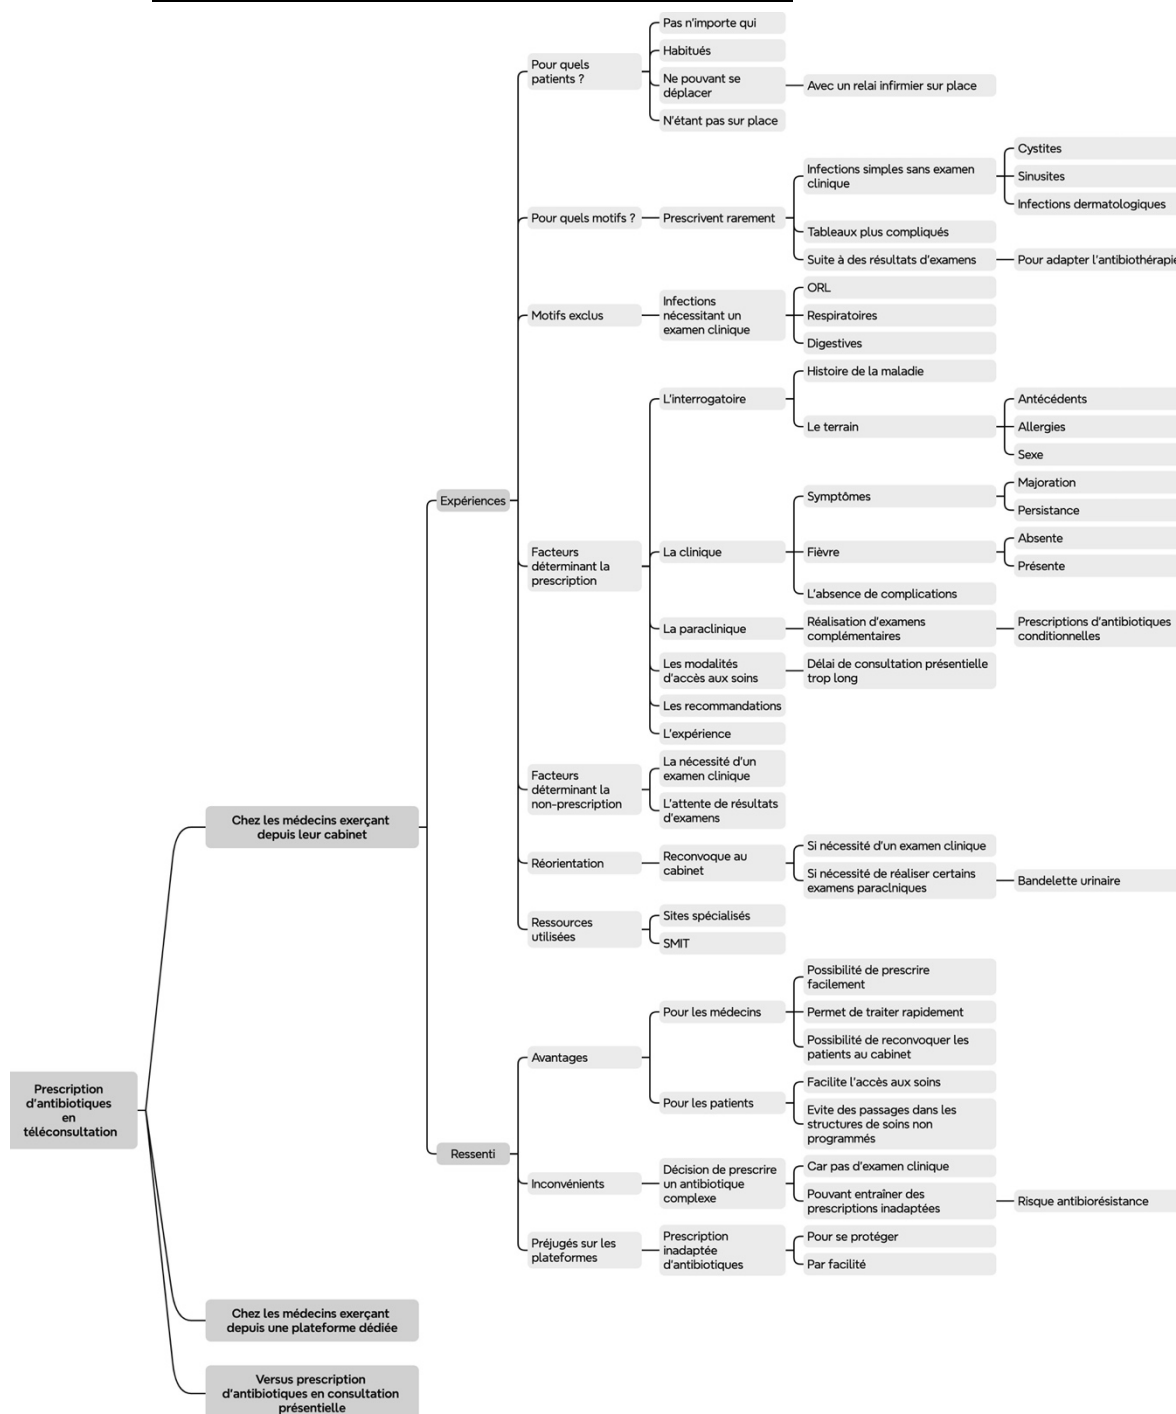 Pas n'importe qui
Habitués
Pour quels
patients ?
Ne pouvant se
déplacer
Avec un relai infirmier sur place
N'étant pas sur place
Cystites
Infections simples sans examen
clinique
Sinusites
Infections dermatologiques
Pour quels motifs ?
Prescrivent rarement
Tableaux plus compliqués
Suite à des résultats d'examens
Pour adapter l'antibiothérapie
ORL
Motifs exclus
Infections
nécessitant un
examen clinique
Respiratoires
Digestives
Histoire de la maladie
L'interrogatoire
Antécédents
Le terrain
Allergies
Sexe
Majoration
Symptômes
Persistance
Expériences
Absente
Facteurs
déterminant la
prescription
La clinique
Fièvre
Présente
L'absence de complications
La paraclinique
Réalisation d'examens
complémentaires
Prescriptions d'antibiotiques
conditionnelles
Les modalités
d'accès aux soins
Délai de consultation présentielle
trop long
Les recommandations
L'expérience
La nécessité d'un
examen clinique
Facteurs
déterminant la
non-prescription
L'attente de résultats
d'examens
Chez les médecins exerçant
depuis leur cabinet
Si nécessité d'un examen clinique
Réorientation
Reconvoque au
cabinet
Si nécessité de réaliser certains
examens paraclniques
Bandelette urinaire
Ressources
utilisées
Sites spécialisés
SMIT
Possibilité de prescrire
facilement
Pour les médecins
Permet de traiter rapidement
Possibilité de reconvoquer les
patients au cabinet
Avantages
Facilite l'accès aux soins
Pour les patients
Evite des passages dans les
structures de soins non
programmés
Prescription
d'antibiotiques
en
téléconsultation
Ressenti
Car pas d'examen clinique
Inconvénients
Décision de prescrire
un antibiotique
complexe
Pouvant entraîner des
prescriptions inadaptées
Risque antibiorésistance
Préjugés sur les
plateformes
Prescription
inadaptée
d'antibiotiques
Pour se protéger
Par facilité
Chez les médecins exerçant
depuis une plateforme dédiée
Versus prescription
d'antibiotiques en consultation
présentielle